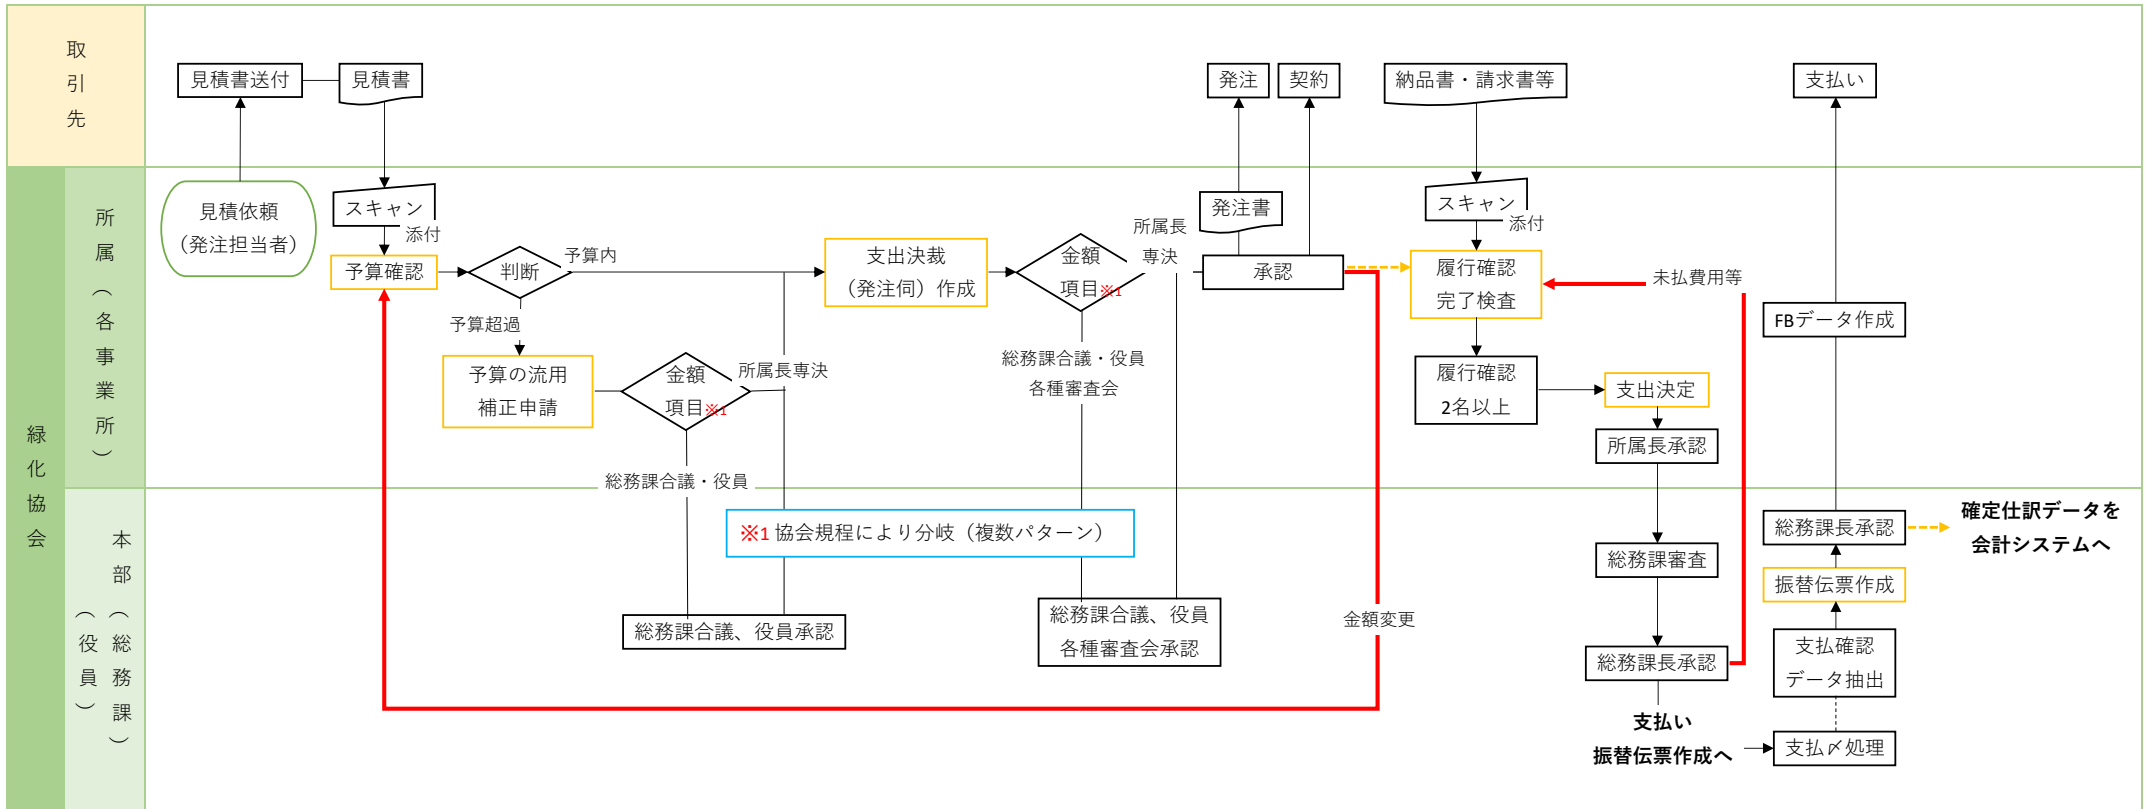 取引先
見積書送付
見積書
発注
契約
納品書・請求書等
支払い
緑化協会
所属（各事業所）
見積依頼
（発注担当者）
スキャン
添付
予算確認
判断
予算内
予算超過
予算の流用
補正申請
金額
項目※1
所属長専決
総務課合議・役員
支出決裁
（発注伺）作成
金額
項目※1
所属長
専決
総務課合議・役員
各種審査会
発注書
承認
スキャン
添付
履行確認
完了検査
未払費用等
履行確認
2名以上
支出決定
所属長承認
FBデータ作成
本部（総務課）
（役員）
※1 協会規程により分岐（複数パターン）
総務課合議、役員承認
総務課合議、役員
各種審査会承認
金額変更
総務課審査
総務課長承認
支払い
振替伝票作成へ
総務課長承認
確定仕訳データを
会計システムへ
振替伝票作成
支払確認
データ抽出
支払〆処理